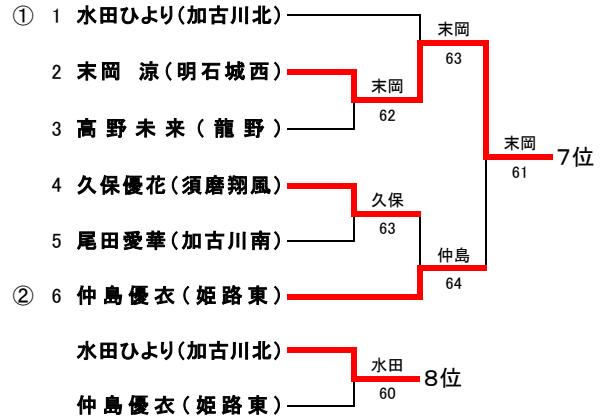 ① 1 水田ひより(加古川北)
末岡
63
2 末岡 涼(明石城西)
末岡
62
3 高野未来(龍野)
末岡
61
7位
4 久保優花(須磨翔風)
久保
63
5 尾田愛華(加古川南)
仲島
64
② 6 仲島優衣(姫路東)
水田ひより(加古川北)
水田
60
8位
仲島優衣(姫路東)